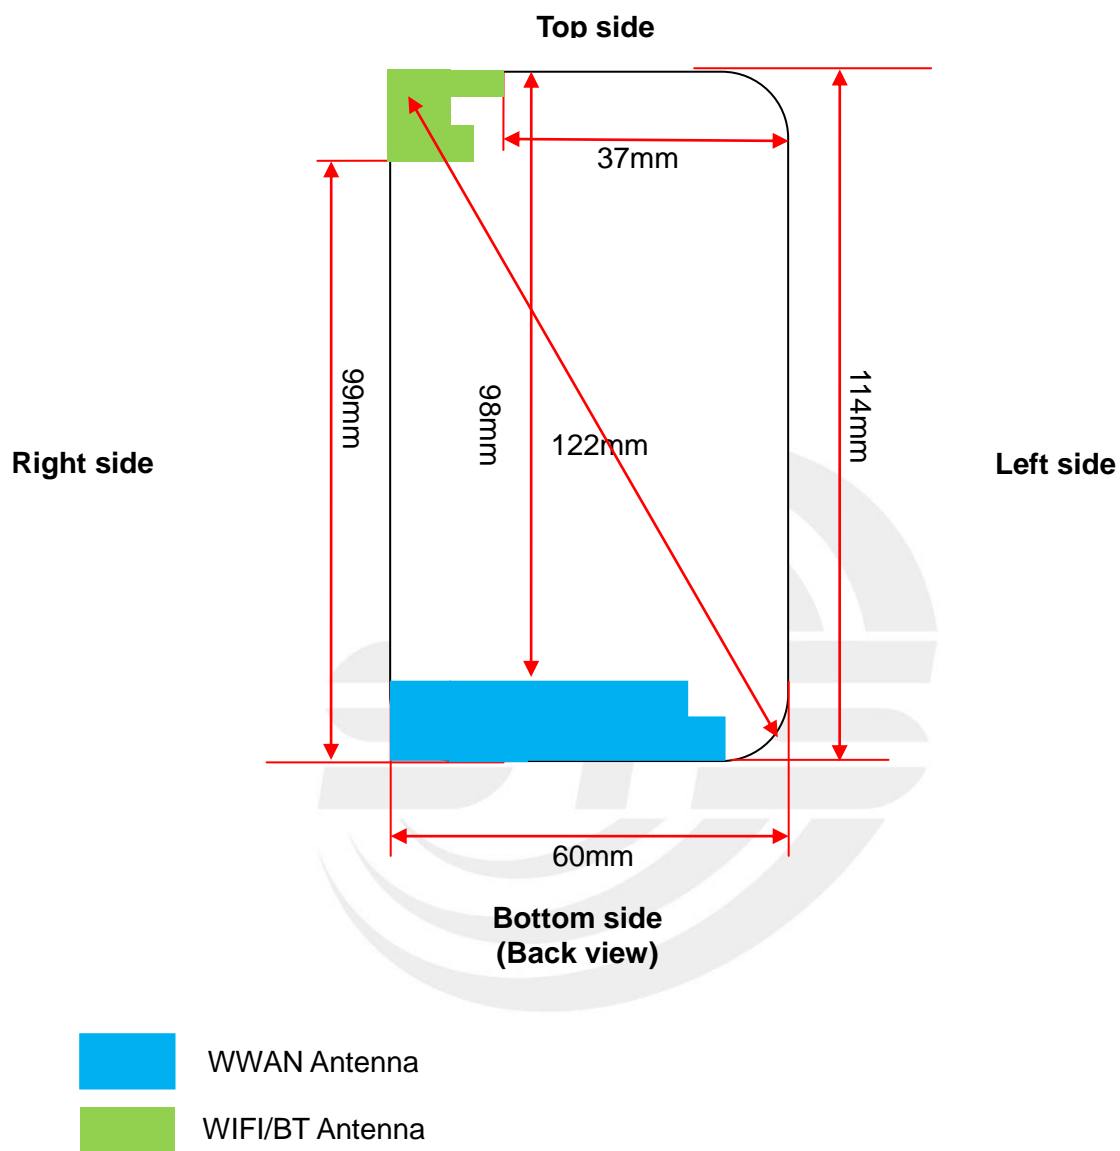 Top side
37mm
99mm
98mm
114mm
122mm
Right side
Left side
60mm
Bottom side
(Back view)
WWAN Antenna
WIFI/BT Antenna